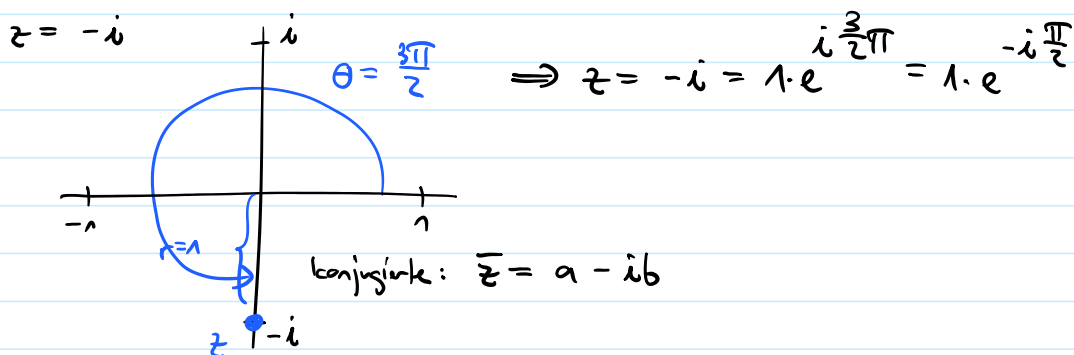 z = -i
i
θ = 3π/2
⟹ z = -i = 1·e^{i 3/2 π} = 1·e^{-i π/2}
-1
1
r=1
konjugierte: z̅ = a - ib
z
-i